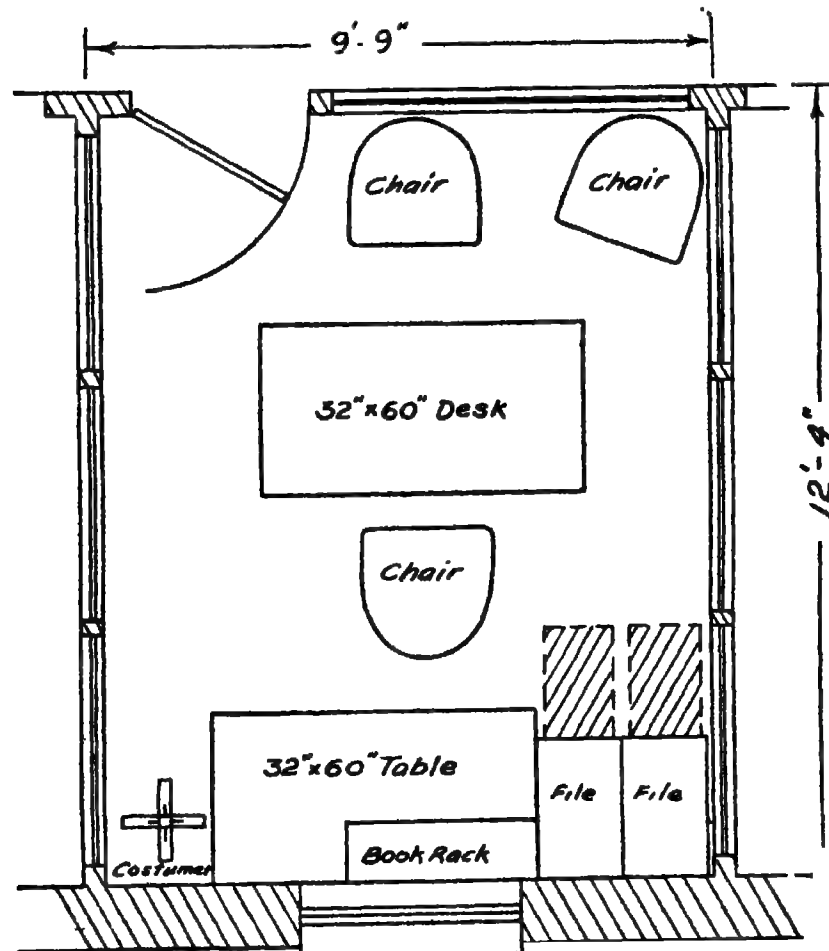 9'-9"
Chair
Chair
32"x60" Desk
12'-4"
Chair
32"x60" Table
File
File
Book Rack
Costumer